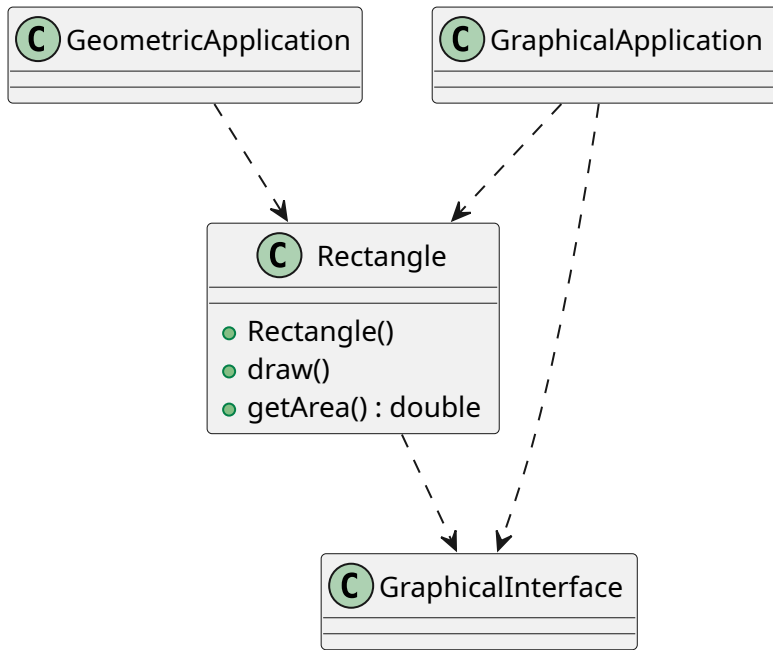 C GeometricApplication
C GraphicalApplication
C Rectangle
Rectangle()
draw()
getArea() : double
C GraphicalInterface